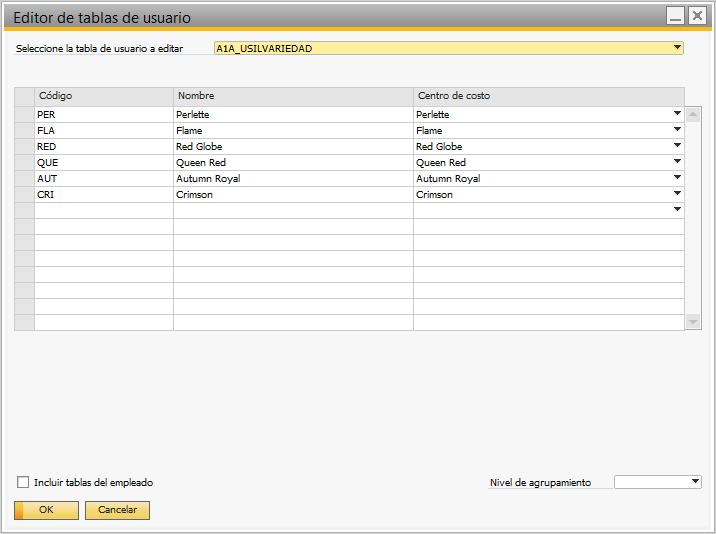 Editor de tablas de usuario
Seleccione la tabla de usuario a editar A1A_USILVARIEDAD
Código Nombre Centro de costo
PER Perlette Perlette
FLA Flame Flame
RED Red Globe Red Globe
QUE Queen Red Queen Red
AUT Autumn Royal Autumn Royal
CRI Crimson Crimson
Incluir tablas del empleado Nivel de agrupamiento
OK Cancelar